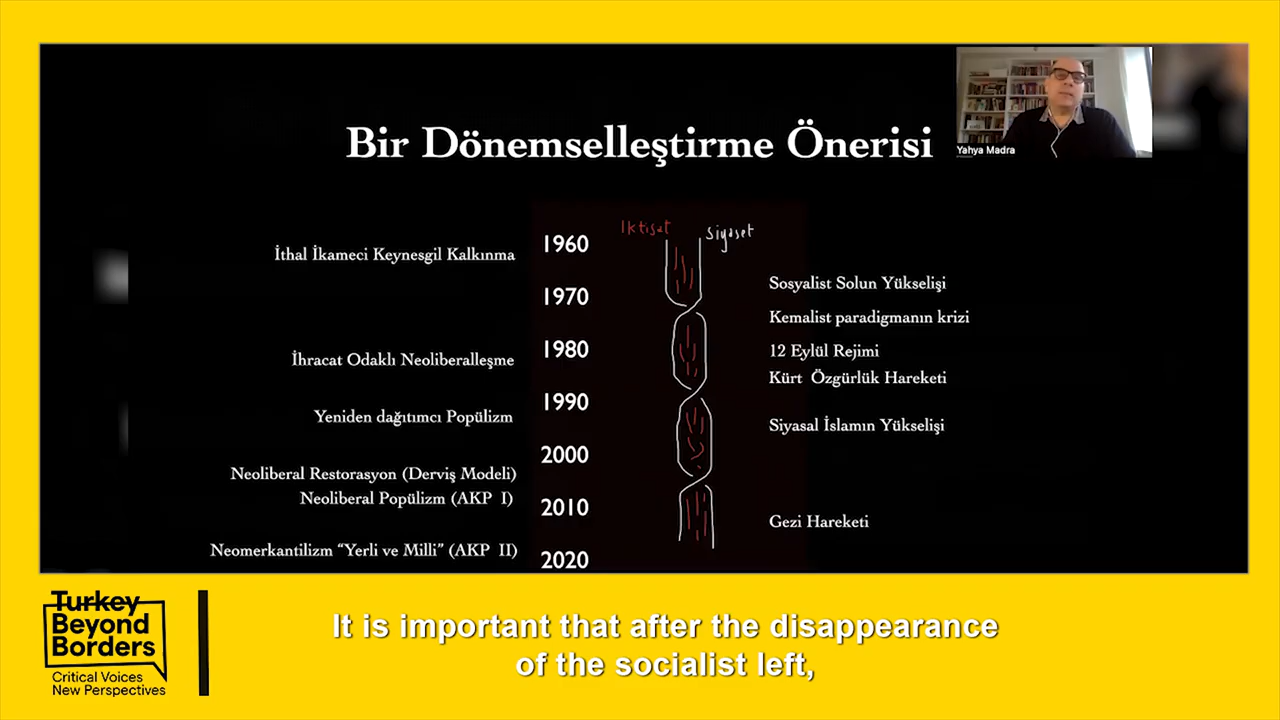 Yahya Madra
Bir Dönemselleştirme Önerisi
Iktisat
Siyaset
İthal İkameci Keynesgil Kalkınma
1960
Sosyalist Solun Yükselişi
1970
Kemalist paradigmanın krizi
1980
12 Eylül Rejimi
İhracat Odaklı Neoliberalleşme
Kürt Özgürlük Hareketi
1990
Yeniden dağıtımcı Popülizm
Siyasal İslamın Yükselişi
2000
Neoliberal Restorasyon (Derviş Modeli)
Neoliberal Popülizm (AKP I)
2010
Gezi Hareketi
Neomerkantilizm “Yerli ve Milli” (AKP II)
2020
Turkey
Beyond
Borders
Critical Voices
New Perspectives
It is important that after the disappearance
of the socialist left,